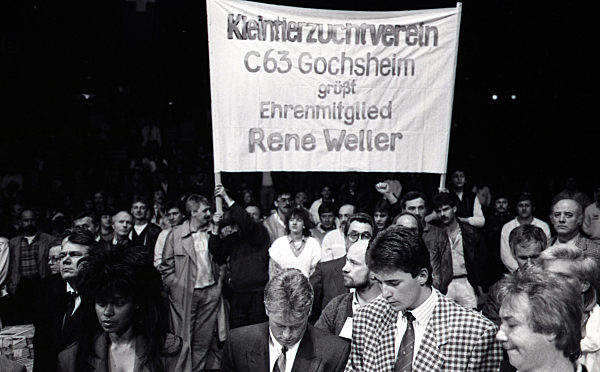 Kleintierzuchtverein
C63 Gochsheim
grüßt
Ehrenmitglied
Rene Weller